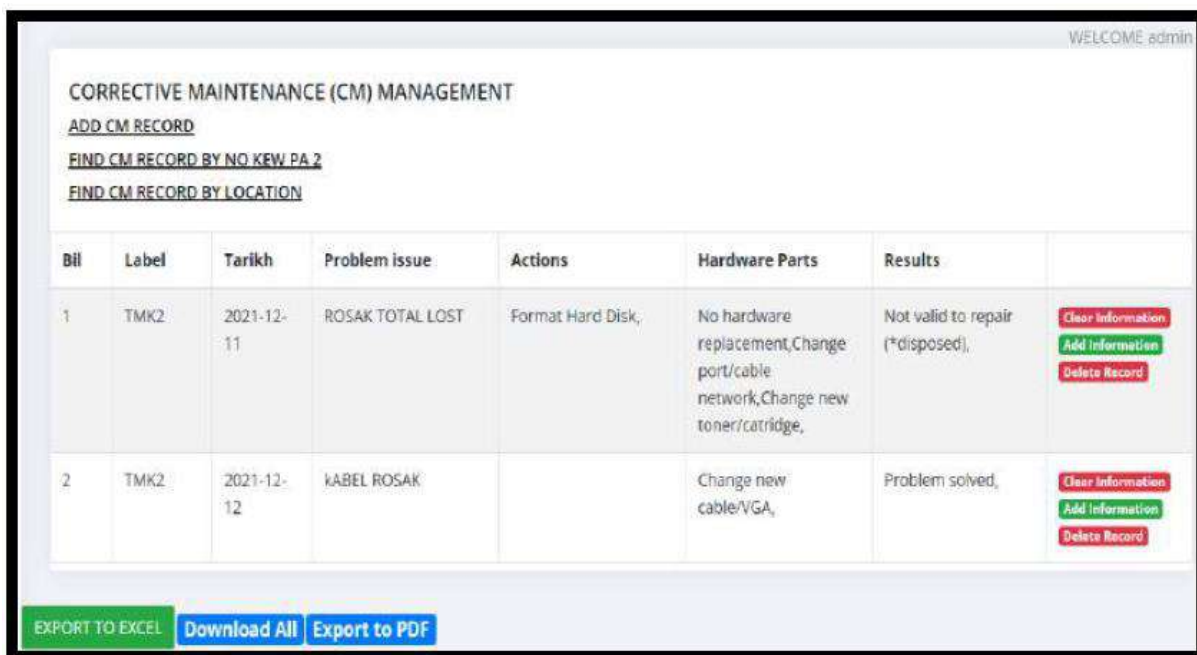 WELCOME admin
CORRECTIVE MAINTENANCE (CM) MANAGEMENT
ADD CM RECORD
FIND CM RECORD BY NO KEW PA 2
FIND CM RECORD BY LOCATION
Bil Label Tarikh Problem issue Actions Hardware Parts Results
1 TMK2 2021-12- ROSAK TOTAL LOST Format Hard Disk, No hardware Not valid to repair Clear Information
11 replacement,Change (*disposed), Add Information
port/cable Delete Record
network,Change new
toner/catridge,
2 TMK2 2021-12- kABEL ROSAK Change new Problem solved, Clear Information
12 cable/VGA, Add Information
Delete Record
EXPORT TO EXCEL Download All Export to PDF